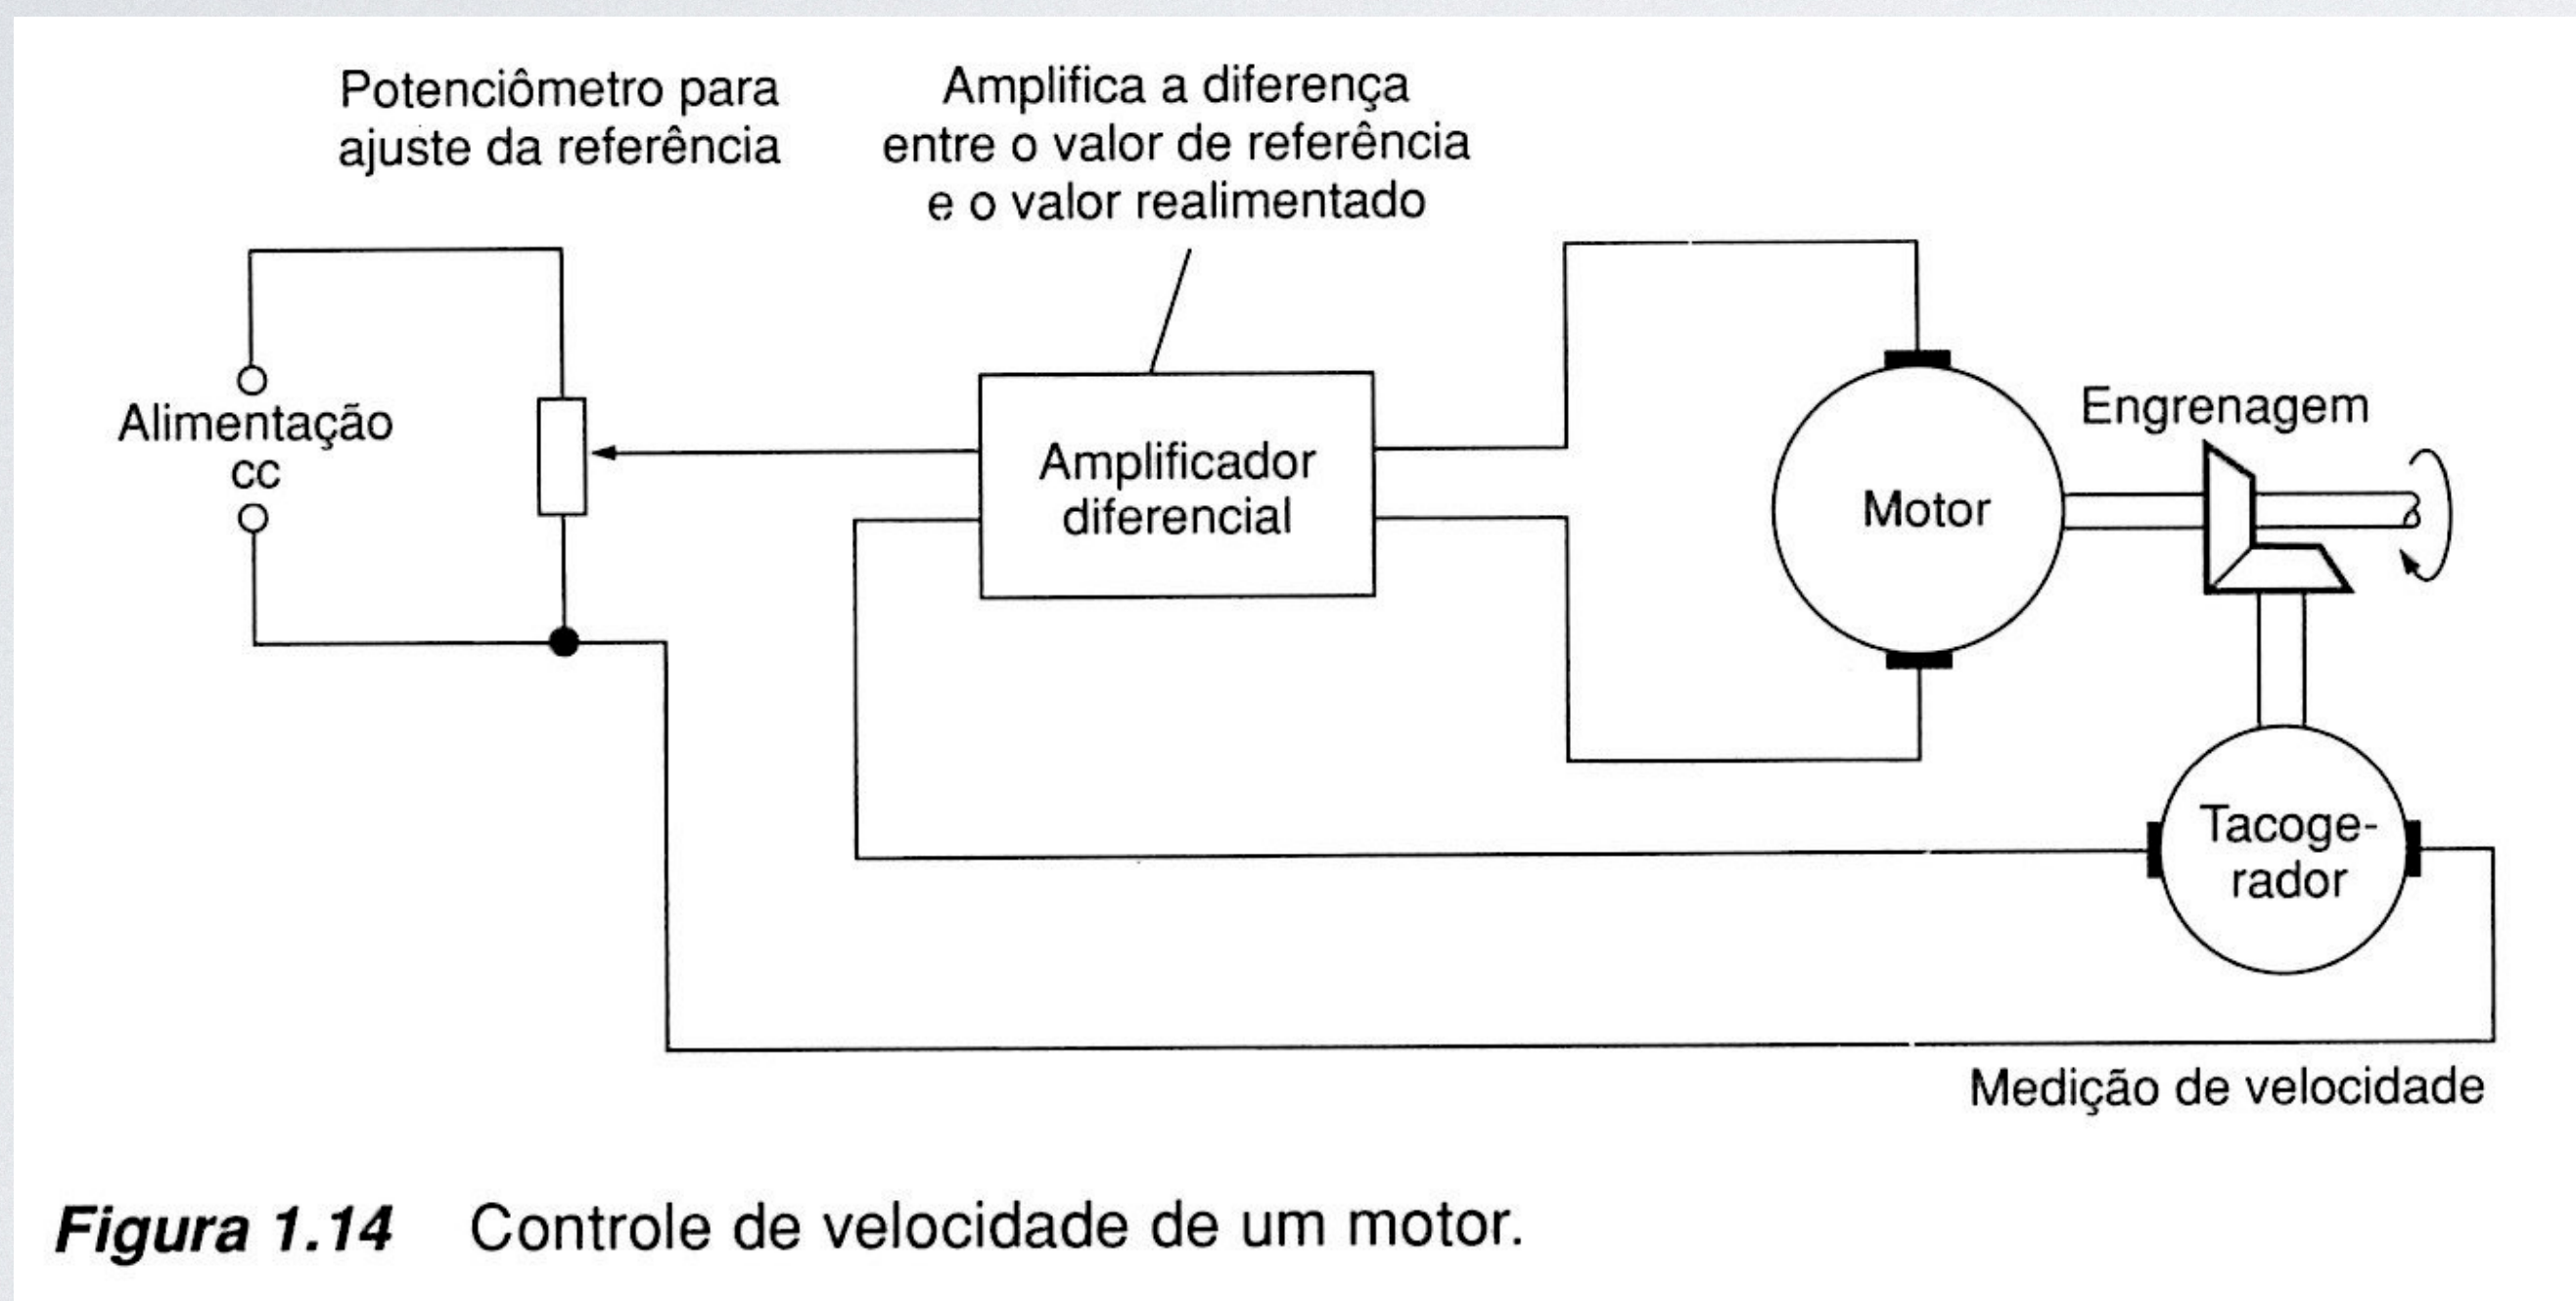 Potenciômetro para
ajuste da referência
Amplifica a diferença
entre o valor de referência
e o valor realimentado
Alimentação
cc
Amplificador
diferencial
Motor
Engrenagem
Tacoge-
rador
Medição de velocidade
Figura 1.14 Controle de velocidade de um motor.